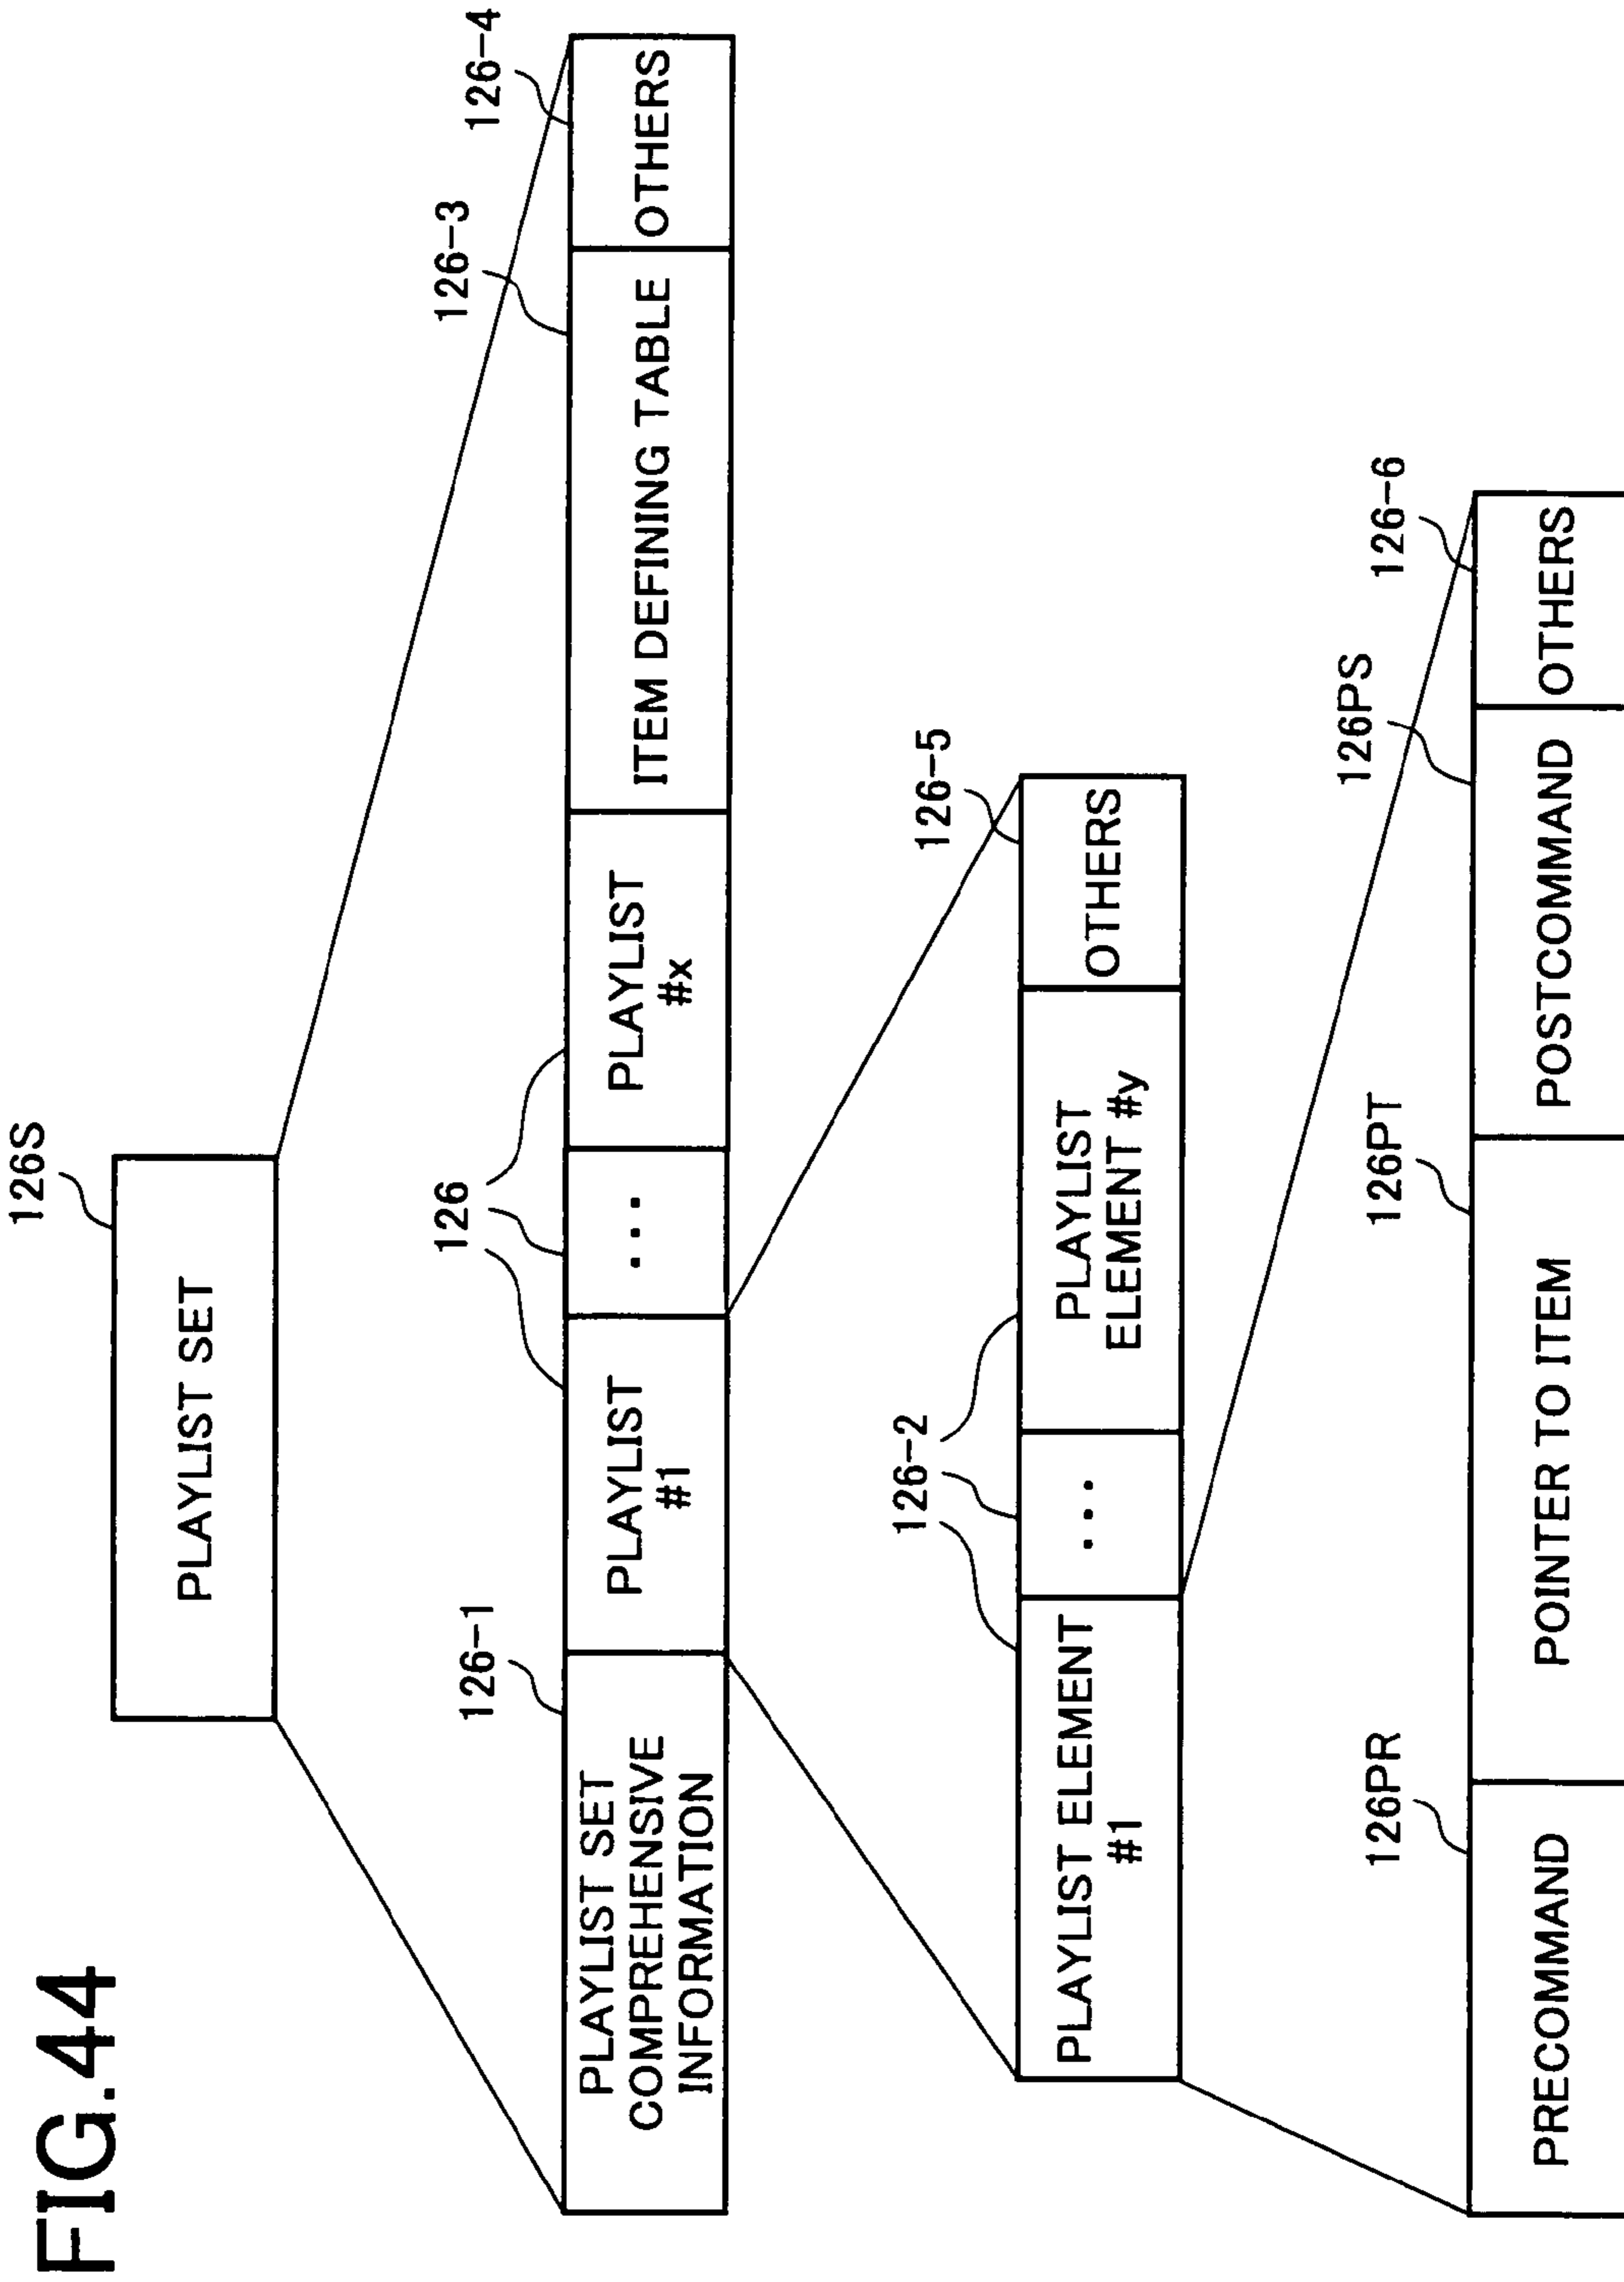 FIG.44
126S
PLAYLIST SET
126-1
126
126-3
126-4
PLAYLIST SET
COMPREHENSIVE
INFORMATION
PLAYLIST
#1
...
PLAYLIST
#x
ITEM DEFINING TABLE
OTHERS
126-2
126-5
PLAYLIST ELEMENT
#1
...
PLAYLIST
ELEMENT #y
OTHERS
126PR
126PT
126PS
126-6
PRECOMMAND
POINTER TO ITEM
POSTCOMMAND
OTHERS